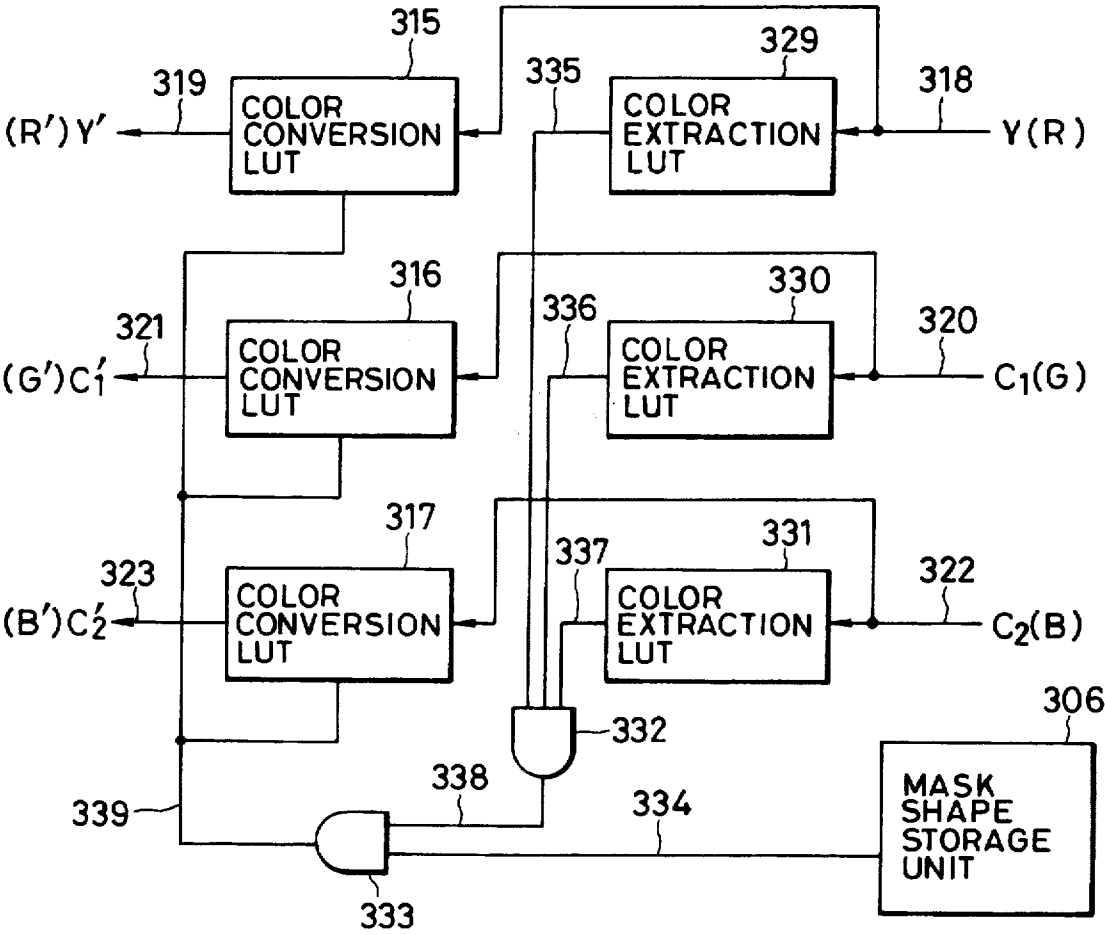 315
329
319
335
318
(R')Y'
COLOR
CONVERSION
LUT
COLOR
EXTRACTION
LUT
Y(R)
316
330
321
336
320
(G')C1'
COLOR
CONVERSION
LUT
COLOR
EXTRACTION
LUT
C1(G)
317
331
323
337
322
(B')C2'
COLOR
CONVERSION
LUT
COLOR
EXTRACTION
LUT
C2(B)
332
306
338
334
339
333
MASK
SHAPE
STORAGE
UNIT